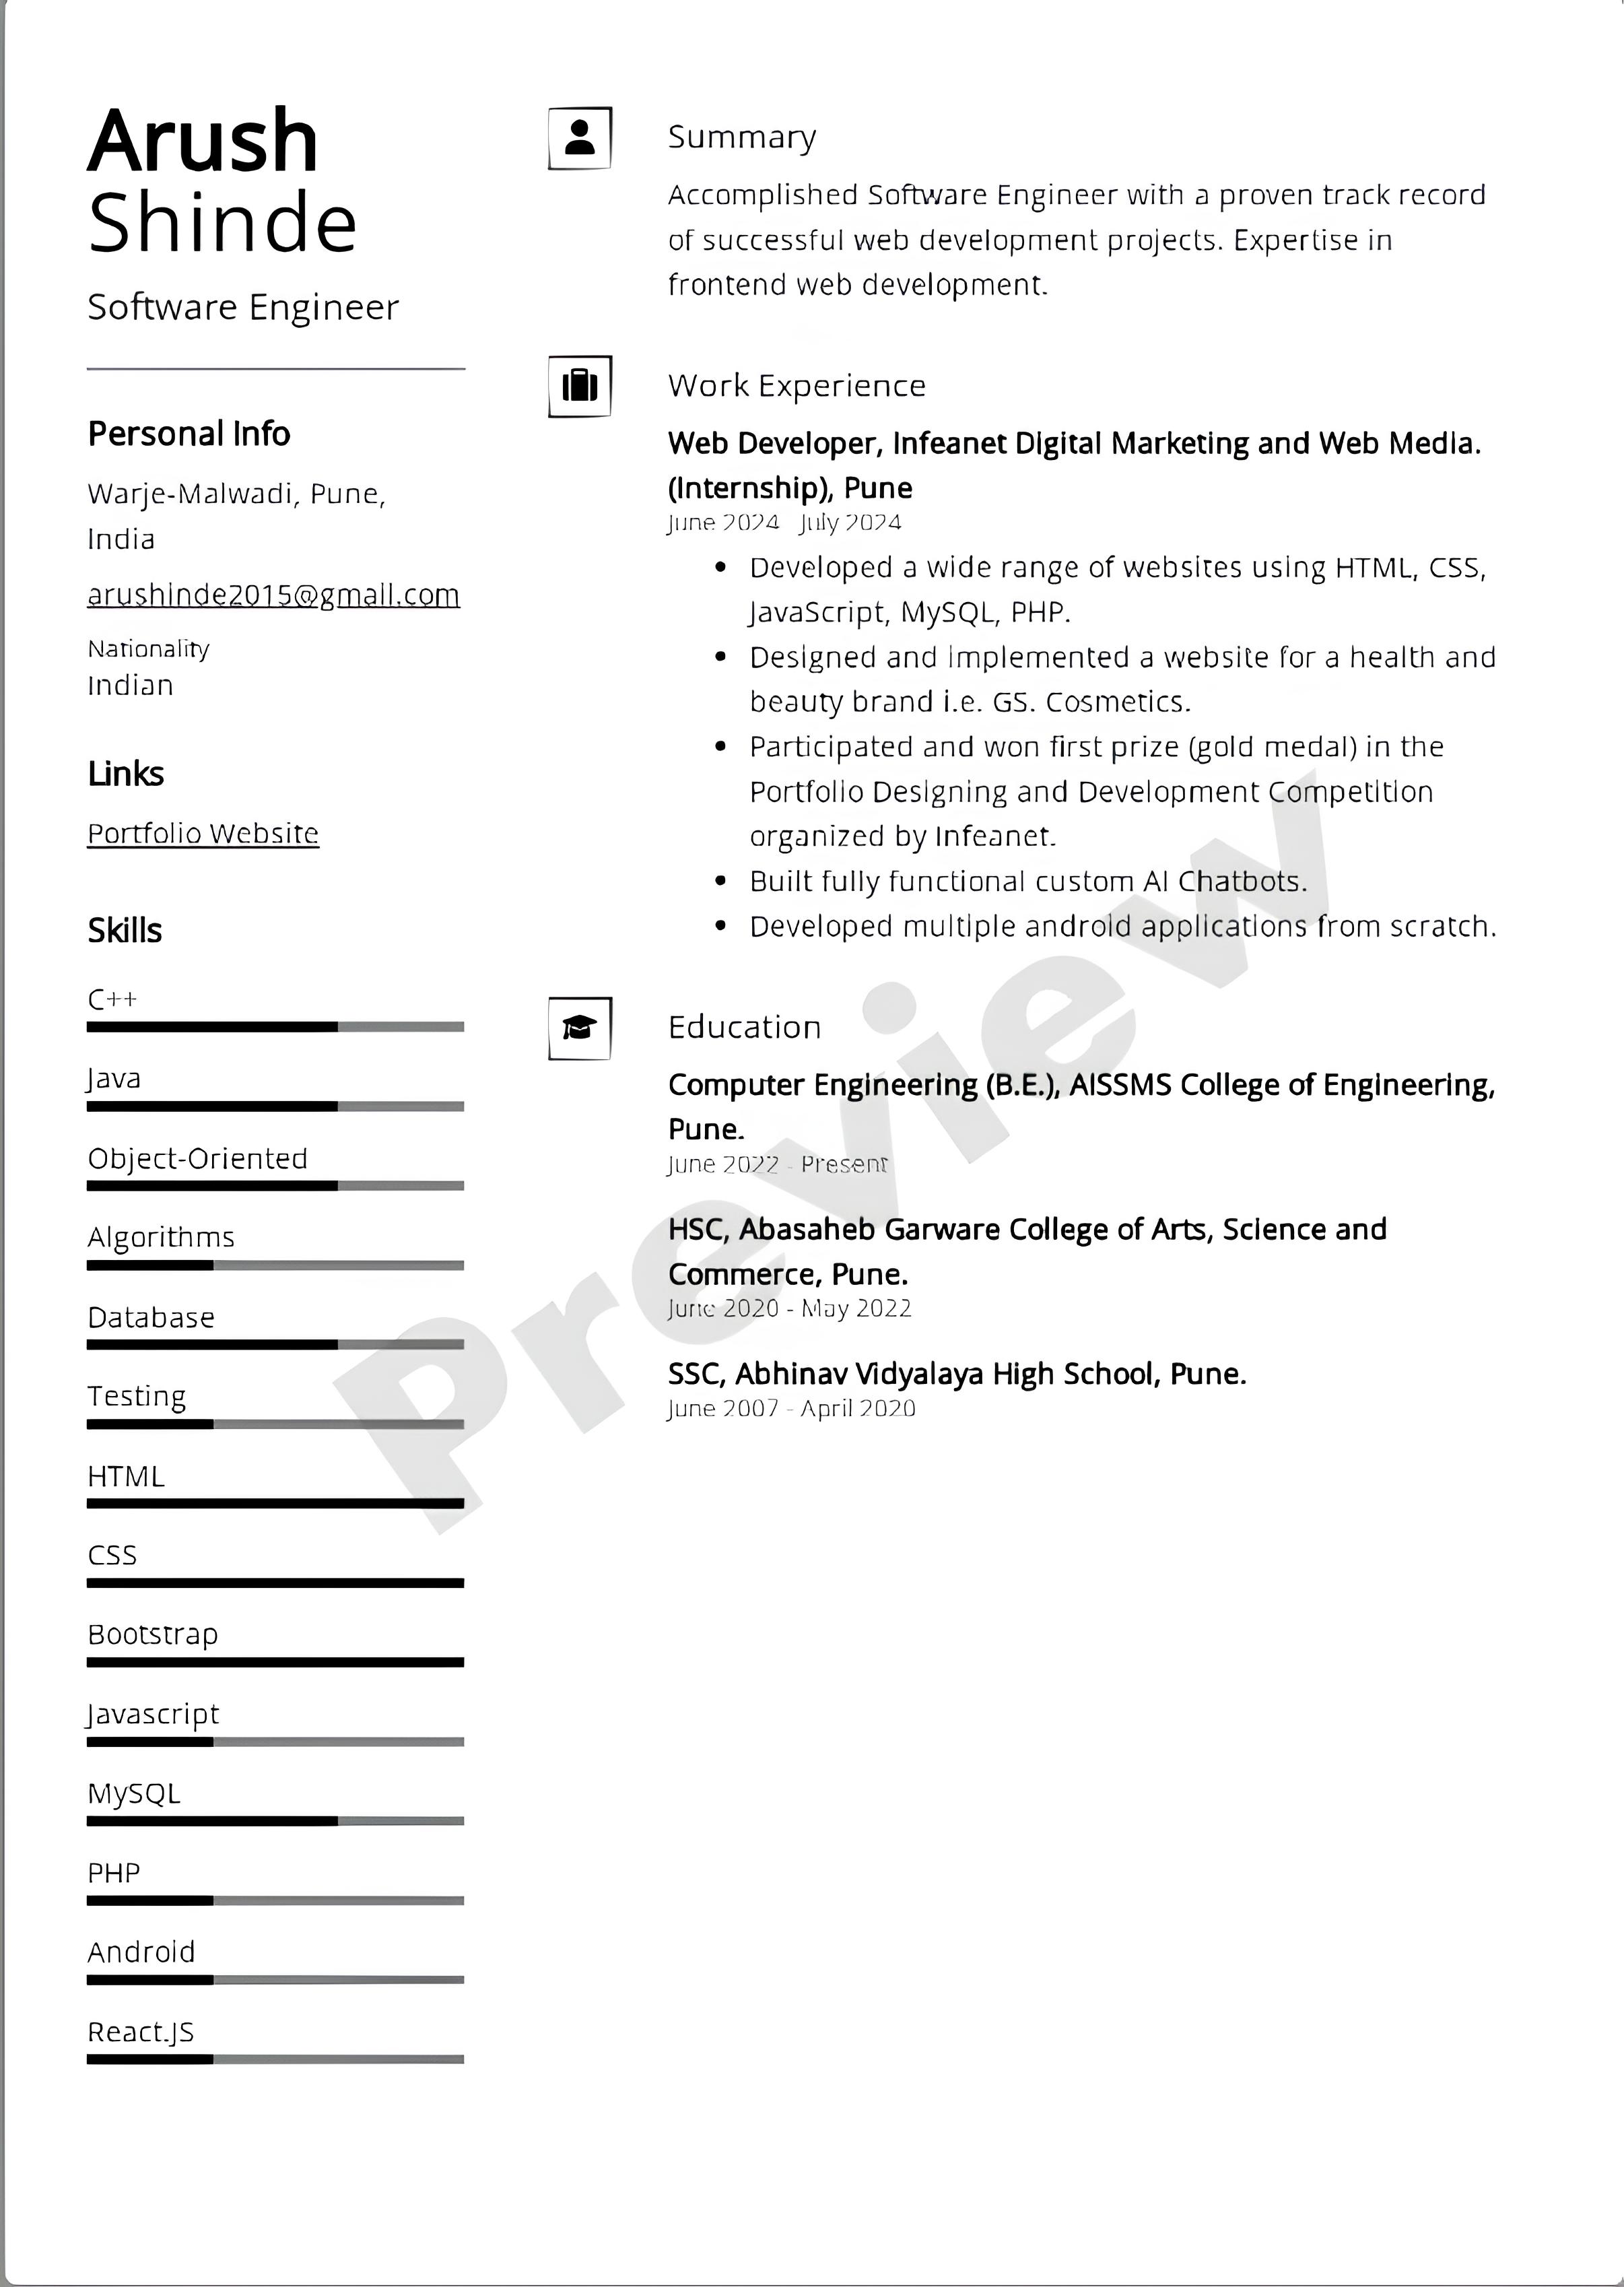 Arush
Shinde
Software Engineer
Personal Info
Warje-Malwadi, Pune,
India
arushinde2015@gmail.com
Nationality
Indian
Links
Portfolio Website
Skills
C++
Java
Object-Oriented
Algorithms
Database
Testing
HTML
CSS
Bootstrap
Javascript
MySQL
PHP
Android
React.JS
Summary
Accomplished Software Engineer with a proven track record
of successful web development projects. Expertise in
frontend web development.
Work Experience
Web Developer, Infeanet Digital Marketing and Web Media.
(Internship), Pune
June 2024 July 2024
• Developed a wide range of websites using HTML, CSS,
JavaScript, MySQL, PHP.
• Designed and implemented a website for a health and
beauty brand i.e. GS. Cosmetics.
• Participated and won first prize (gold medal) in the
Portfolio Designing and Development Competition
organized by Infeanet.
• Built fully functional custom AI Chatbots.
• Developed multiple android applications from scratch.
Education
Computer Engineering (B.E.), AISSMS College of Engineering,
Pune.
June 2022 - Present
HSC, Abasaheb Garware College of Arts, Science and
Commerce, Pune.
June 2020 - May 2022
SSC, Abhinav Vidyalaya High School, Pune.
June 2007 - April 2020
Preview